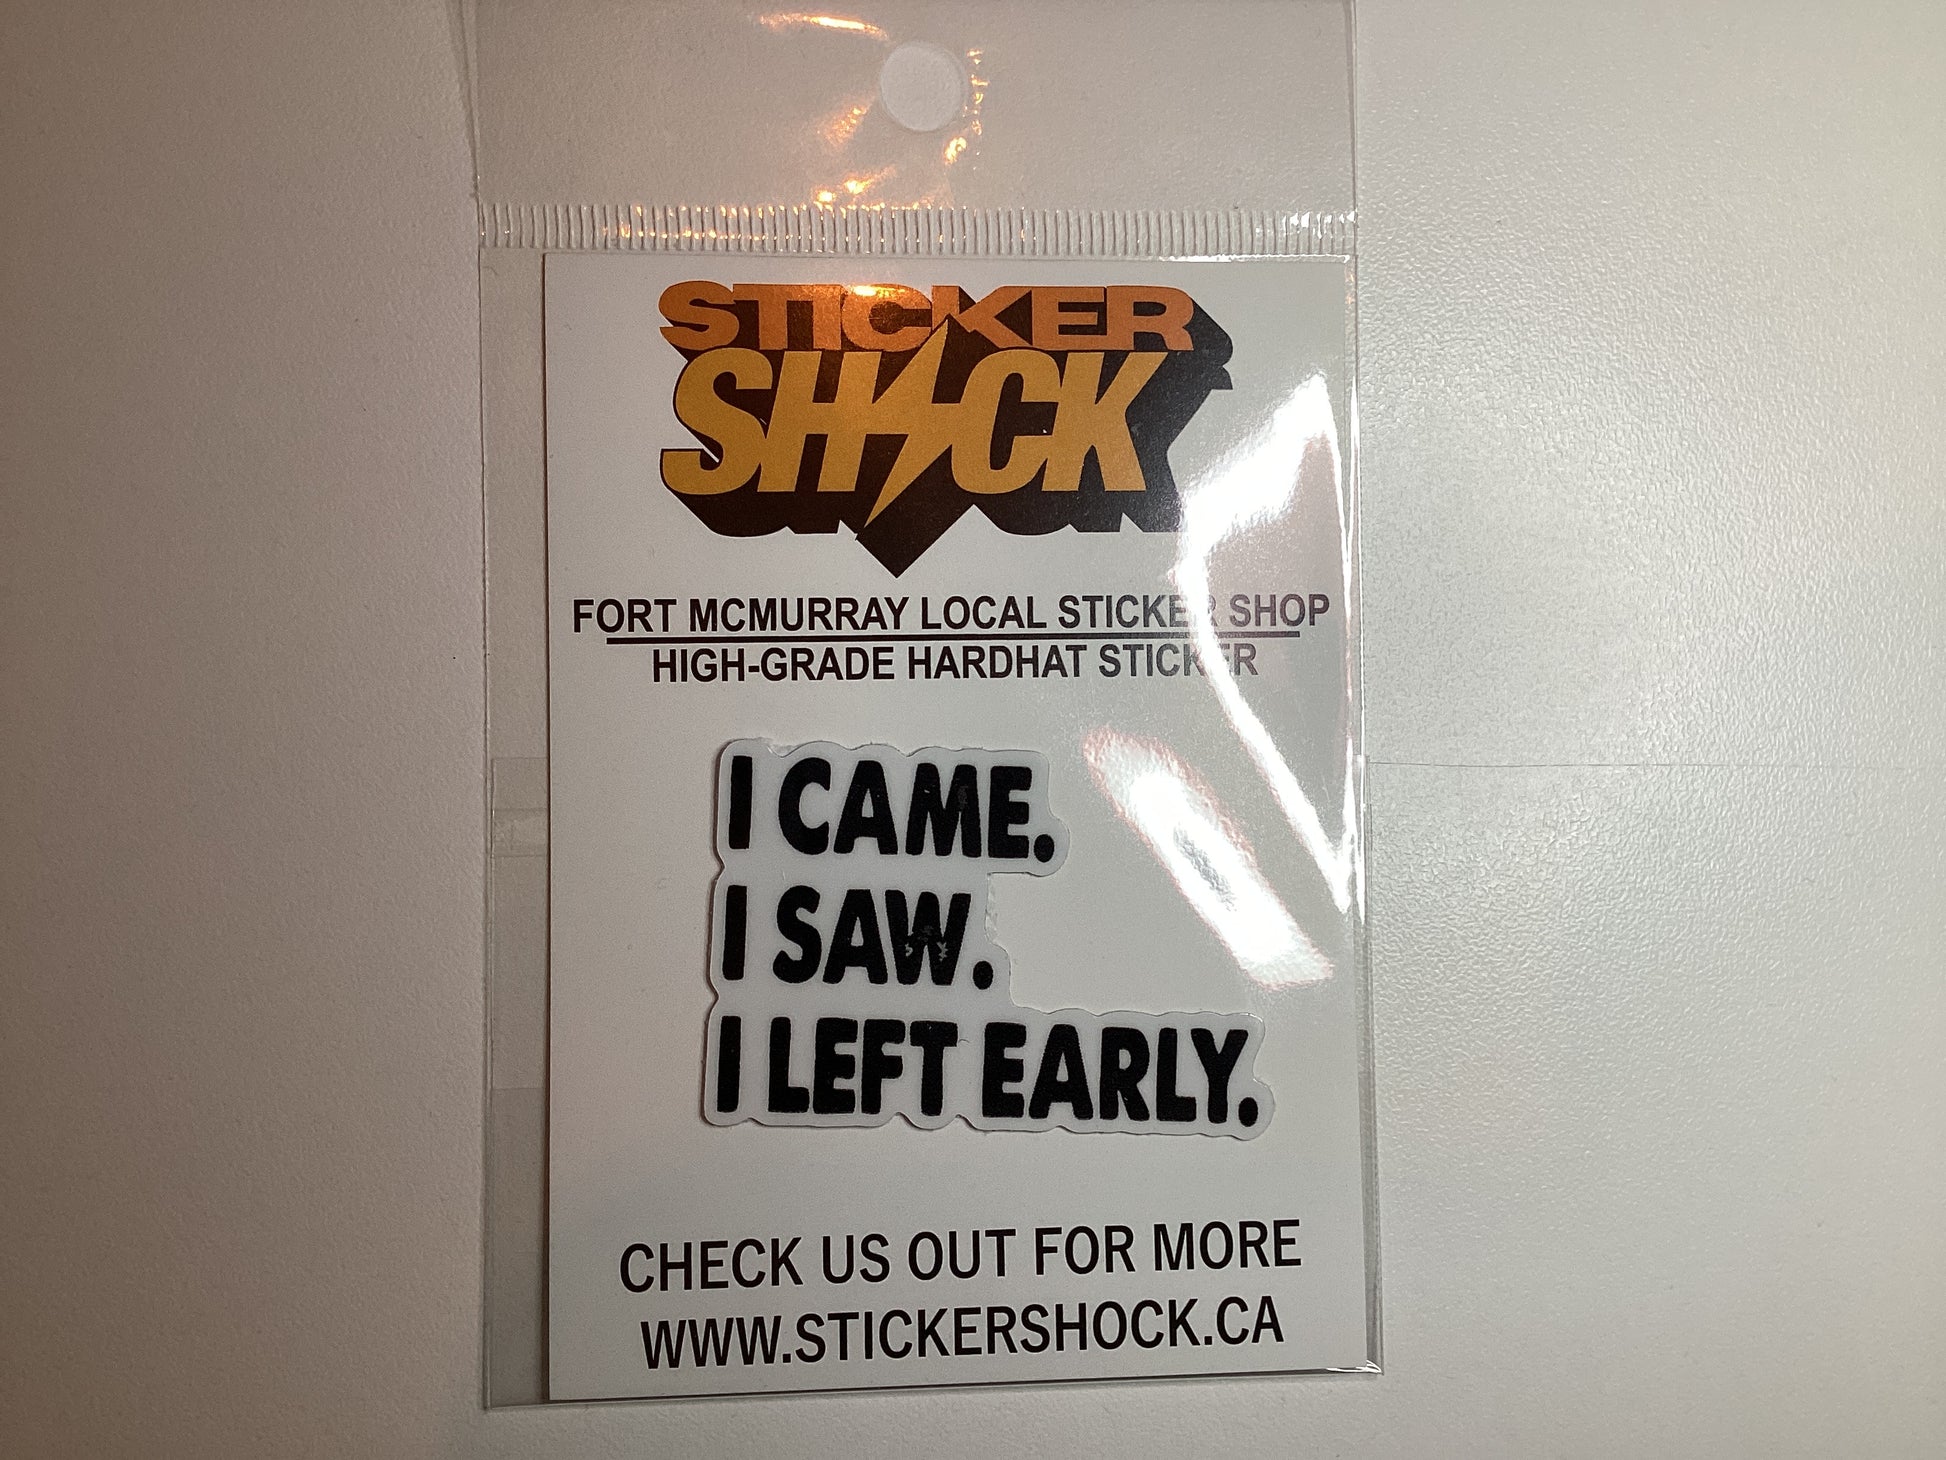 STICKER
SHOCK
FORT MCMURRAY LOCAL STICKER SHOP
HIGH-GRADE HARDHAT STICKER
I CAME.
I SAW.
I LEFT EARLY.
CHECK US OUT FOR MORE
WWW.STICKERSHOCK.CA